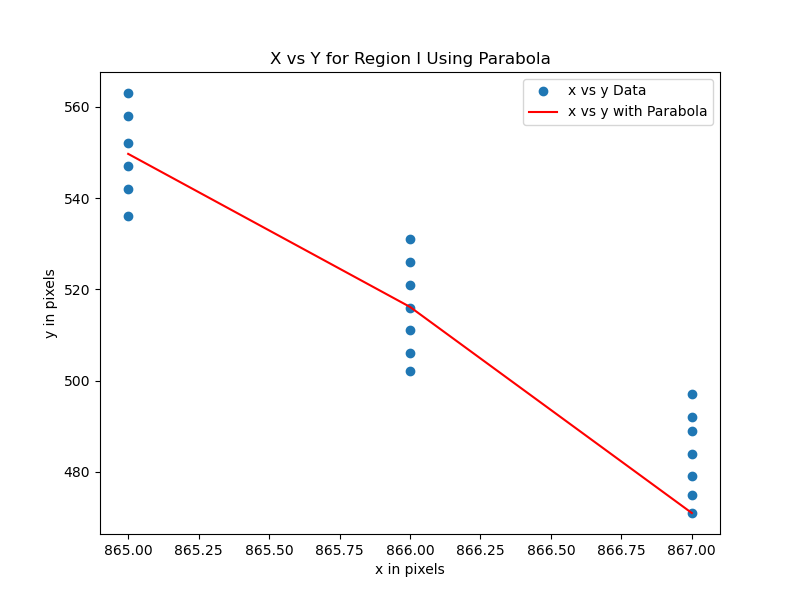 X vs Y for Region I Using Parabola
x vs y Data
x vs y with Parabola
560
540
520
500
480
y in pixels
865.00 865.25 865.50 865.75 866.00 866.25 866.50 866.75 867.00
x in pixels